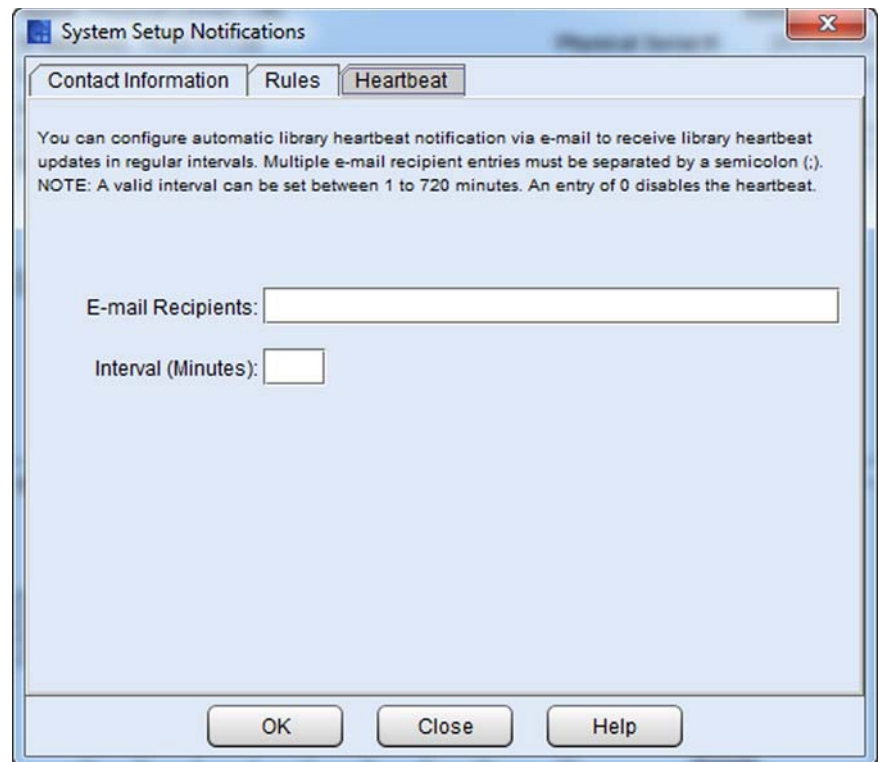 System Setup Notifications
Contact Information Rules Heartbeat
You can configure automatic library heartbeat notification via e-mail to receive library heartbeat
updates in regular intervals. Multiple e-mail recipient entries must be separated by a semicolon (;).
NOTE: A valid interval can be set between 1 to 720 minutes. An entry of 0 disables the heartbeat.
E-mail Recipients:
Interval (Minutes):
OK Close Help